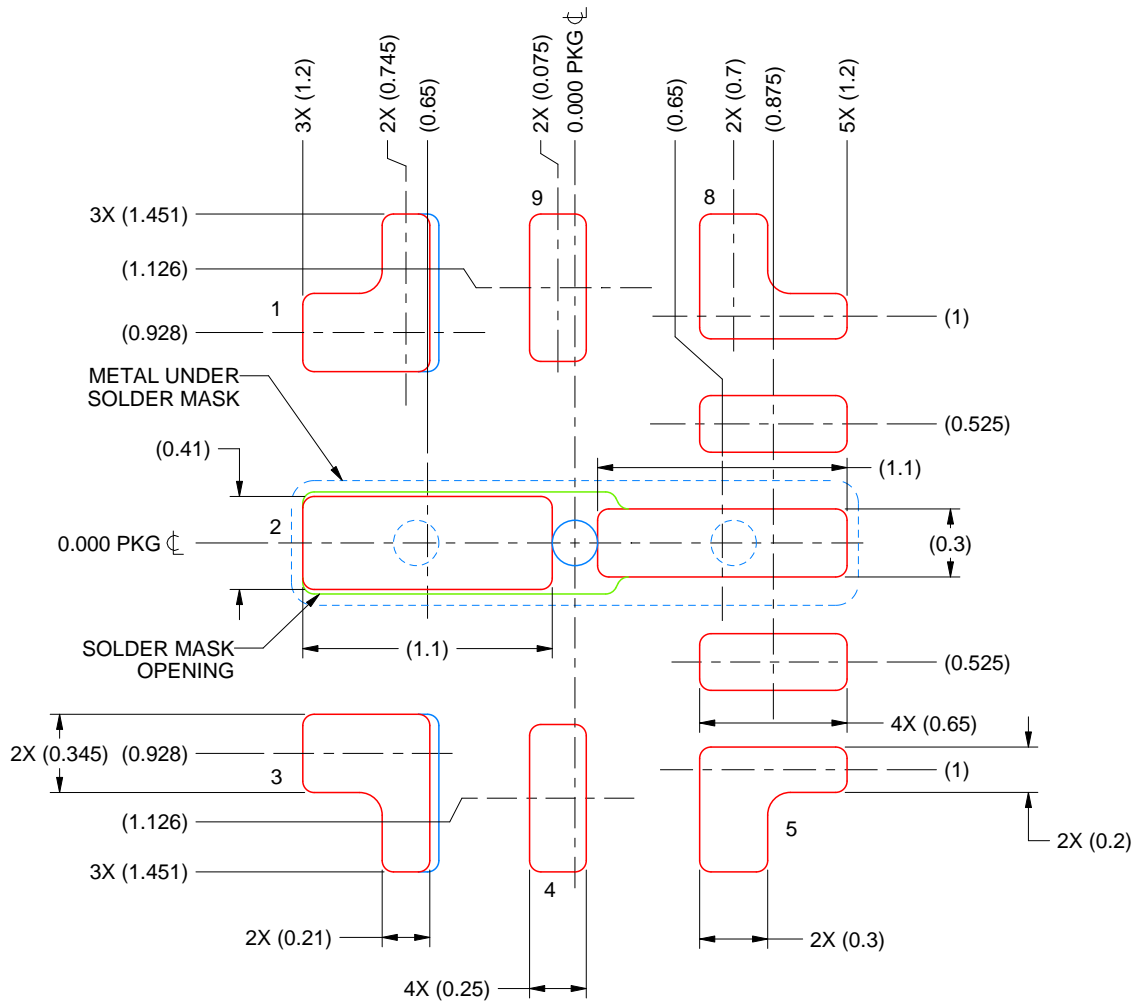 3X (1.2)
2X (0.745)
(0.65)
2X (0.075)
0.000 PKG ℄
(0.65)
2X (0.7)
(0.875)
5X (1.2)
9
8
3X (1.451)
(1.126)
1
(0.928)
(1)
METAL UNDER
SOLDER MASK
(0.525)
(0.41)
(1.1)
2
0.000 PKG ℄
(0.3)
SOLDER MASK
OPENING
(1.1)
(0.525)
4X (0.65)
2X (0.345)
(0.928)
3
(1)
(1.126)
5
2X (0.2)
3X (1.451)
4
2X (0.21)
2X (0.3)
4X (0.25)